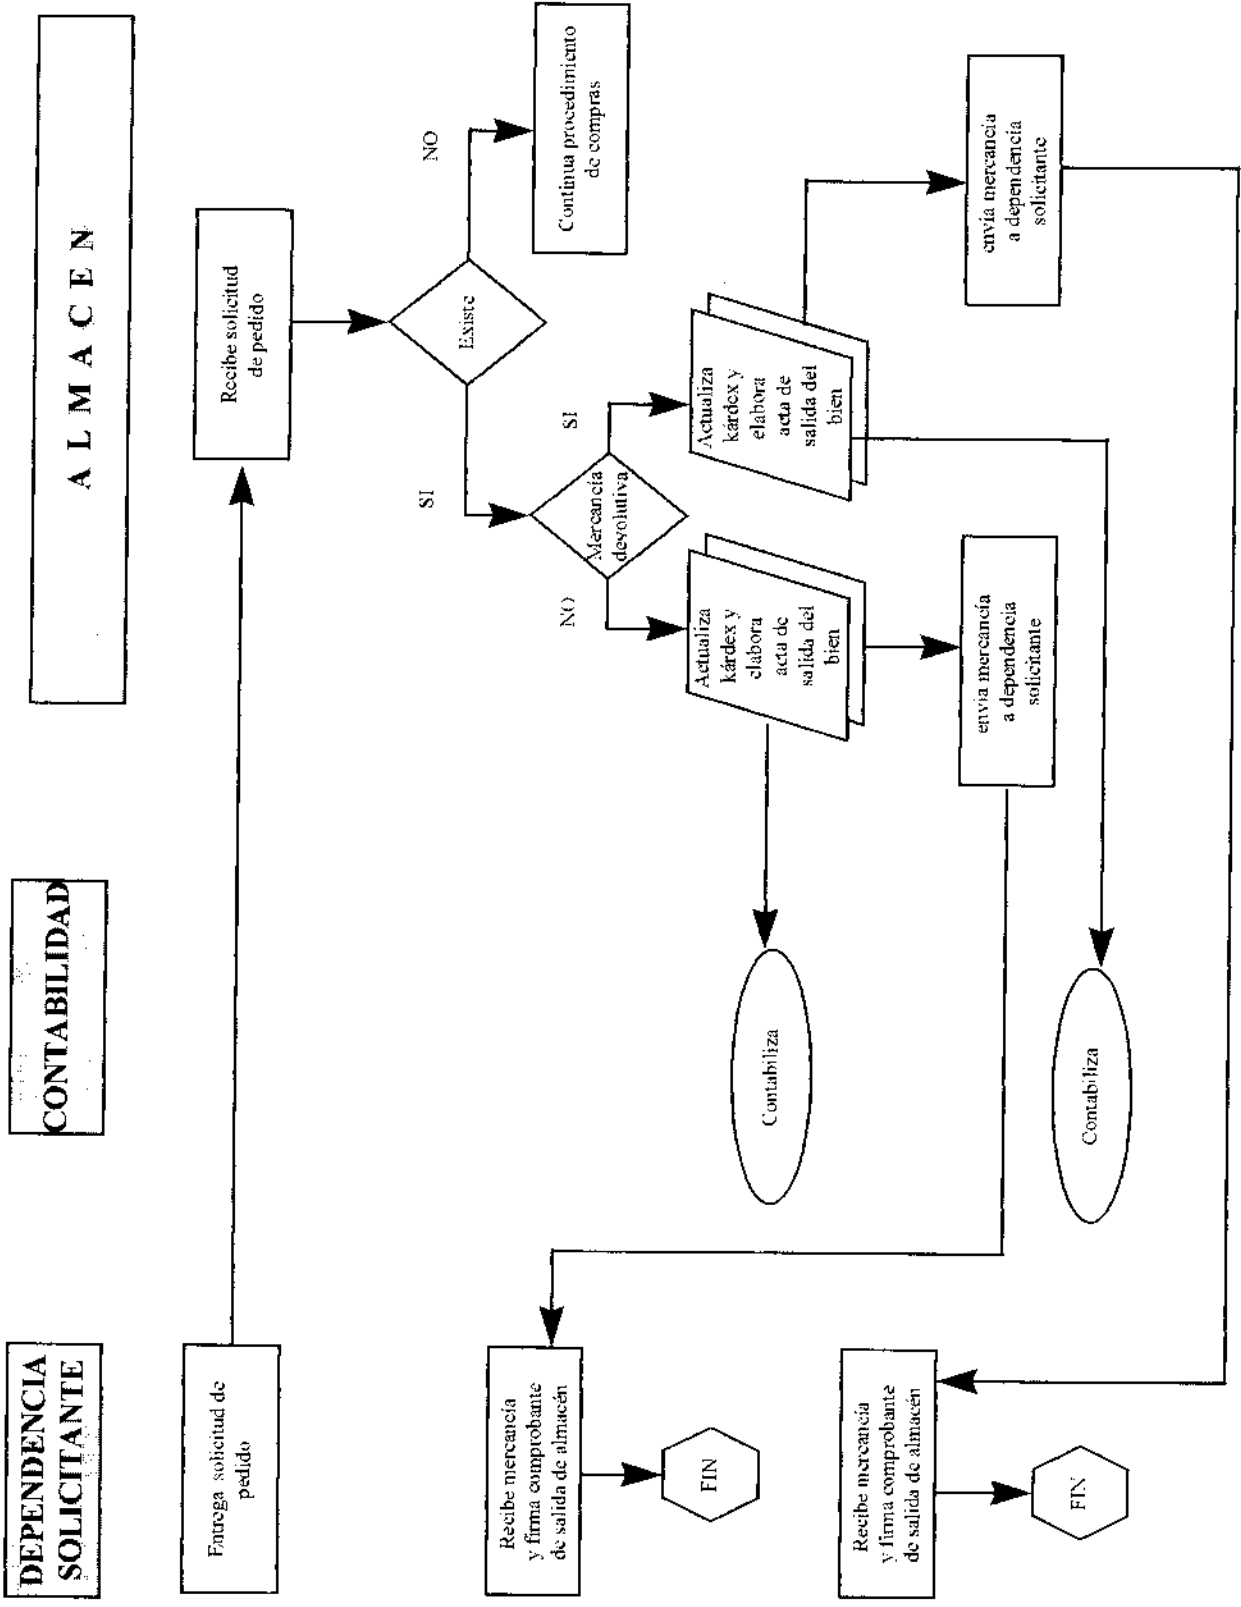 DEPENDENCIA
SOLICITANTE
CONTABILIDAD
ALMACEN
Entrega solicitud de
pedido
Recibe solicitud
de pedido
Existe
SI
NO
Continua procedimiento
de compras
Mercancía
devolutiva
NO
SI
Actualiza
kárdex y
elabora
acta de
salida del
bien
Actualiza
kárdex y
elabora
acta de
salida del
bien
Contabiliza
envía mercancía
a dependencia
solicitante
envía mercancia
a dependencia
solicitante
Recibe mercancía
y firma comprobante
de salida de almacén
FIN
Contabiliza
Recibe mercancía
y firma comprobante
de salida de almacén
FIN